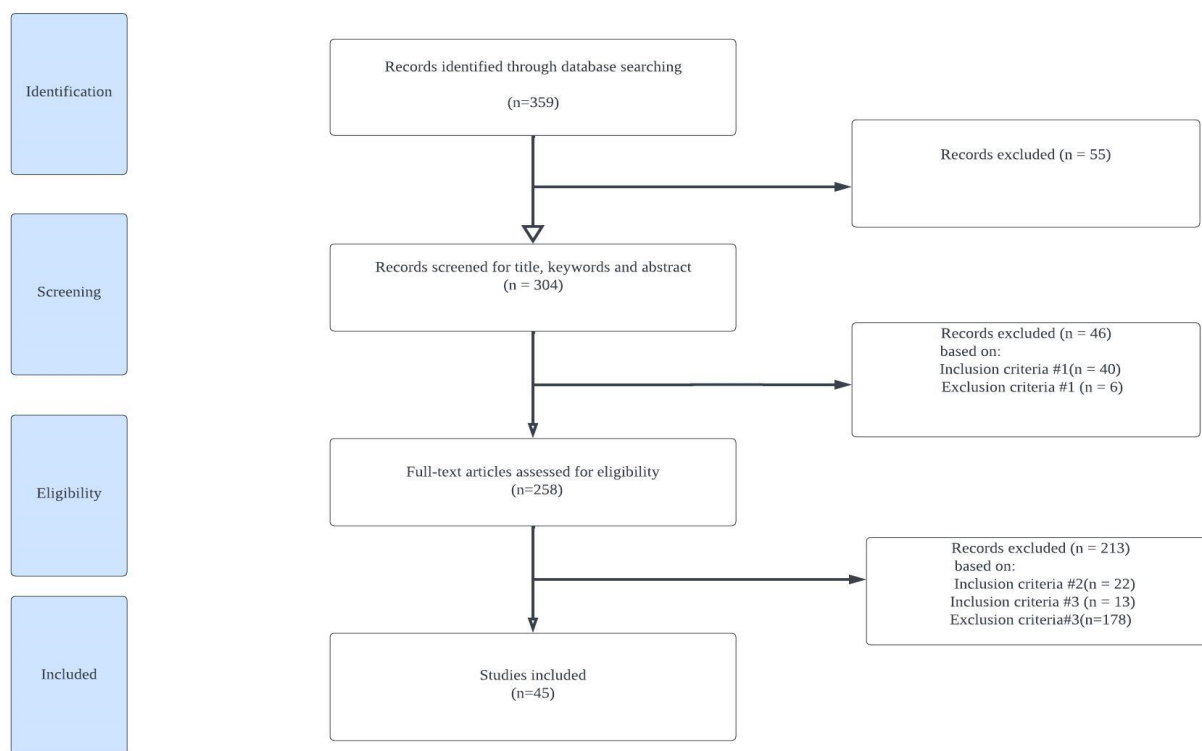 Identification
Records identified through database searching
(n=359)
Records excluded (n = 55)
Screening
Records screened for title, keywords and abstract
(n = 304)
Records excluded (n = 46)
based on:
Inclusion criteria #1(n = 40)
Exclusion criteria #1 (n = 6)
Eligibility
Full-text articles assessed for eligibility
(n=258)
Records excluded (n = 213)
based on:
Inclusion criteria #2(n = 22)
Inclusion criteria #3 (n = 13)
Exclusion criteria#3(n=178)
Included
Studies included
(n=45)